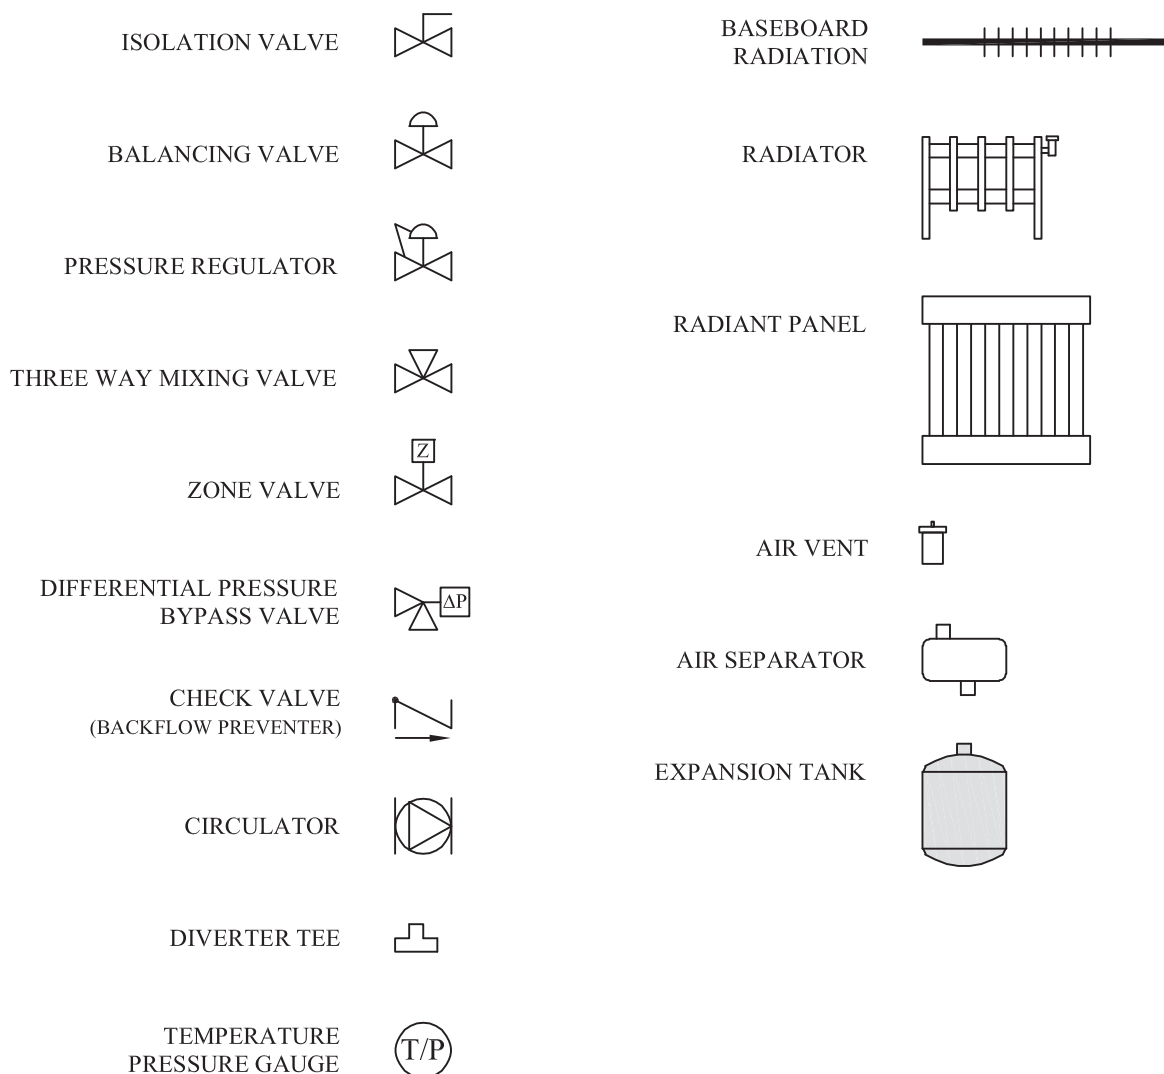 ISOLATION VALVE
BALANCING VALVE
PRESSURE REGULATOR
THREE WAY MIXING VALVE
Z
ZONE VALVE
DIFFERENTIAL PRESSURE
BYPASS VALVE
ΔP
CHECK VALVE
(BACKFLOW PREVENTER)
CIRCULATOR
DIVERTER TEE
TEMPERATURE
PRESSURE GAUGE
T/P
BASEBOARD
RADIATION
RADIATOR
RADIANT PANEL
AIR VENT
AIR SEPARATOR
EXPANSION TANK